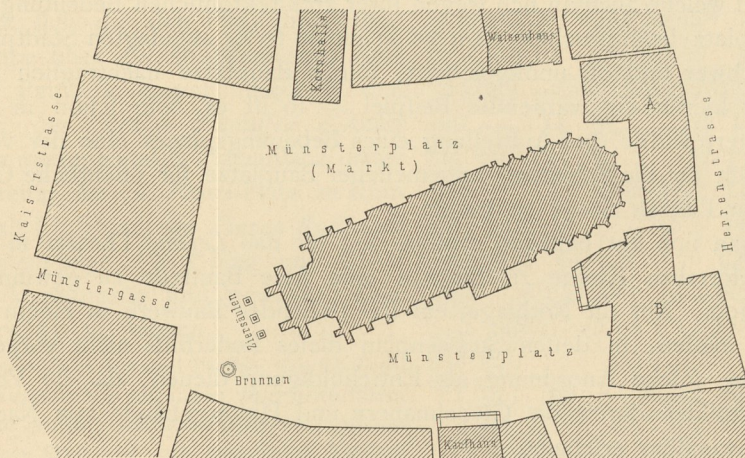 Kornhalle
Waisenhaus
A
Kaiserstrasse
Münsterplatz
(Markt)
Herrenstrasse
Münstergasse
Ziersäulen
B
Münsterplatz
Brunnen
Kaufhaus